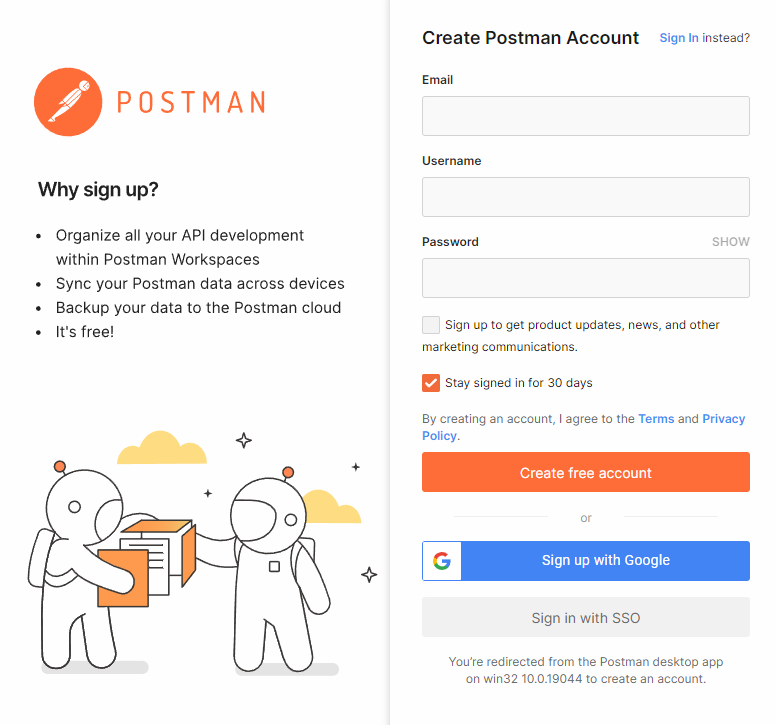 POSTMAN
Why sign up?
• Organize all your API development
within Postman Workspaces
• Sync your Postman data across devices
• Backup your data to the Postman cloud
• It's free!
Create Postman Account
Sign In instead?
Email
Username
Password
SHOW
Sign up to get product updates, news, and other
marketing communications.
Stay signed in for 30 days
By creating an account, I agree to the Terms and Privacy
Policy.
Create free account
or
G
Sign up with Google
Sign in with SSO
You're redirected from the Postman desktop app
on win32 10.0.19044 to create an account.